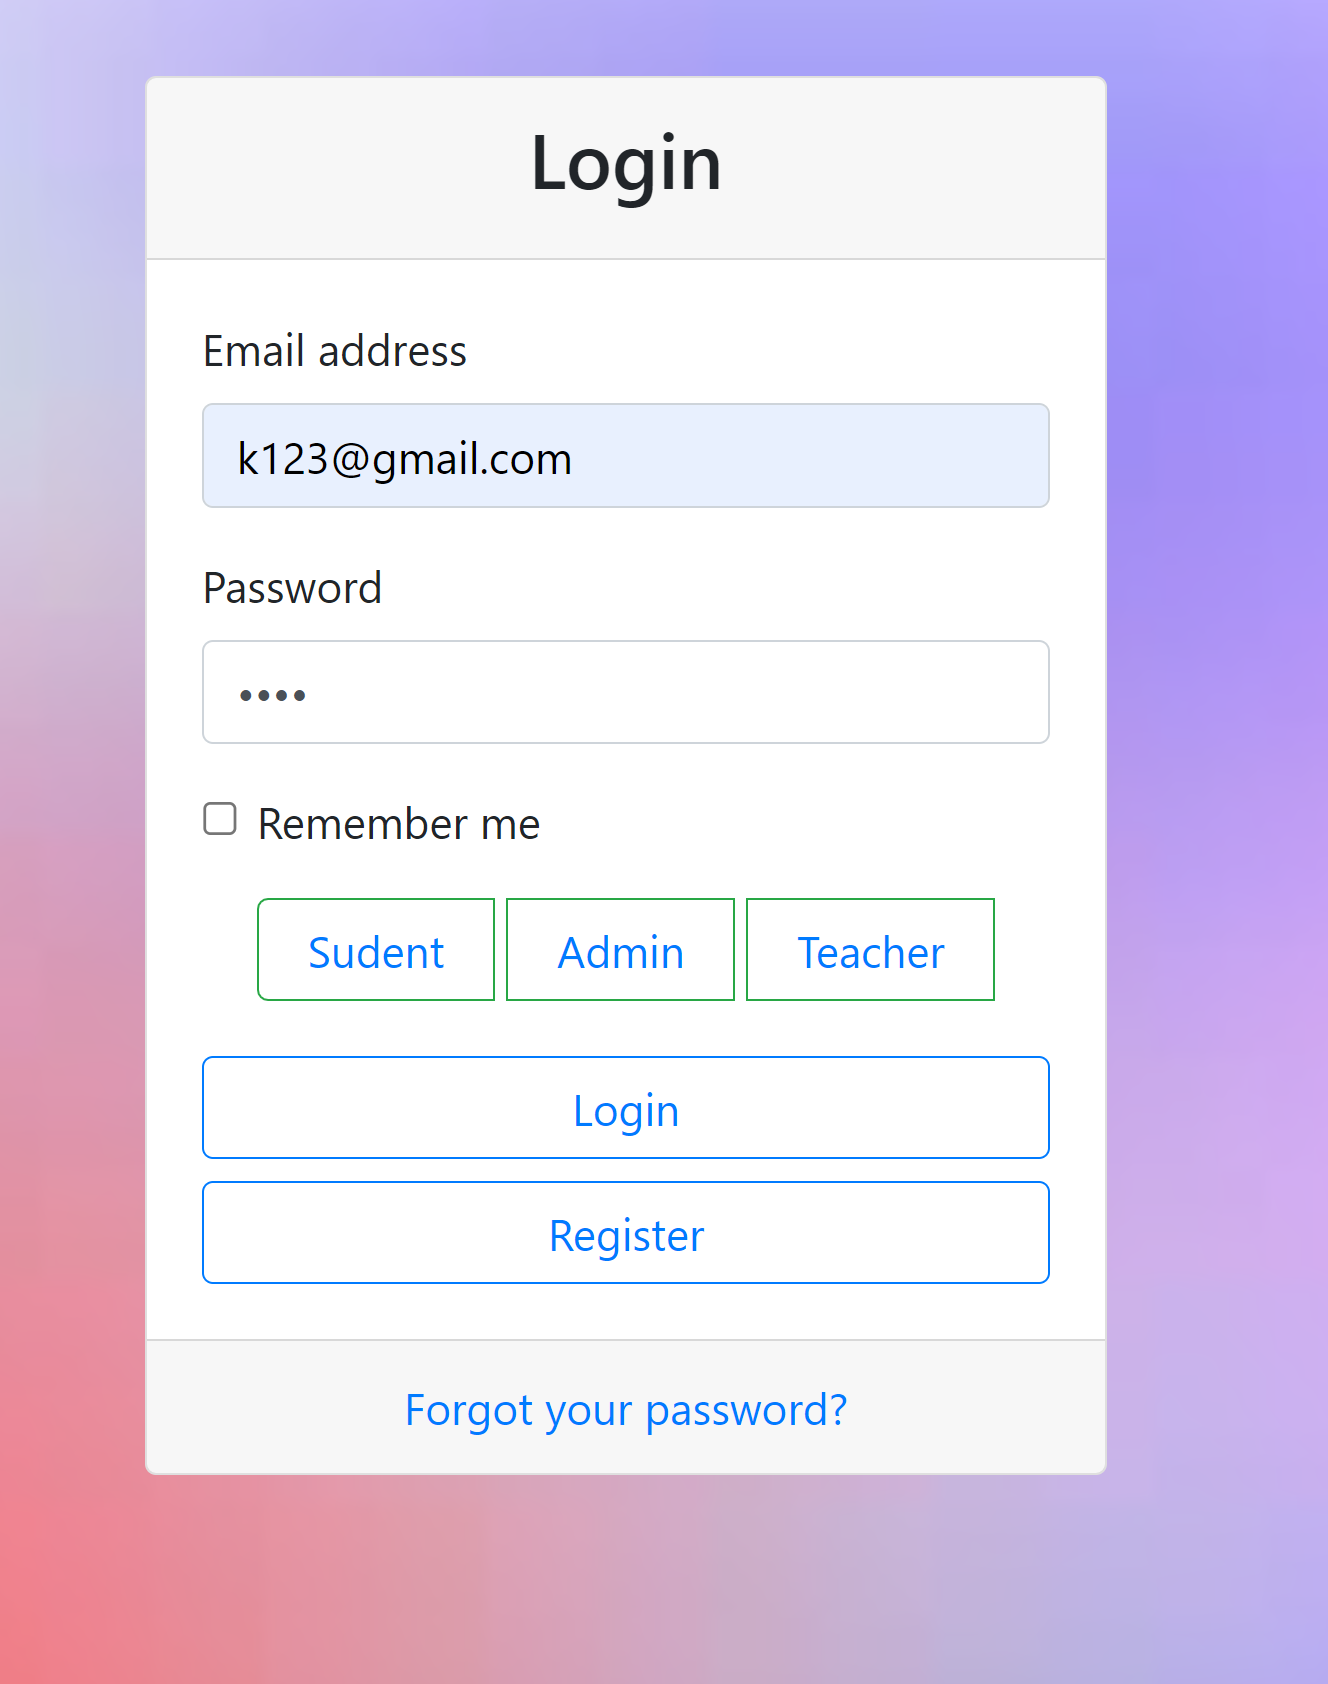 Login
Email address
k123@gmail.com
Password
••••
Remember me
Sudent Admin Teacher
Login
Register
Forgot your password?